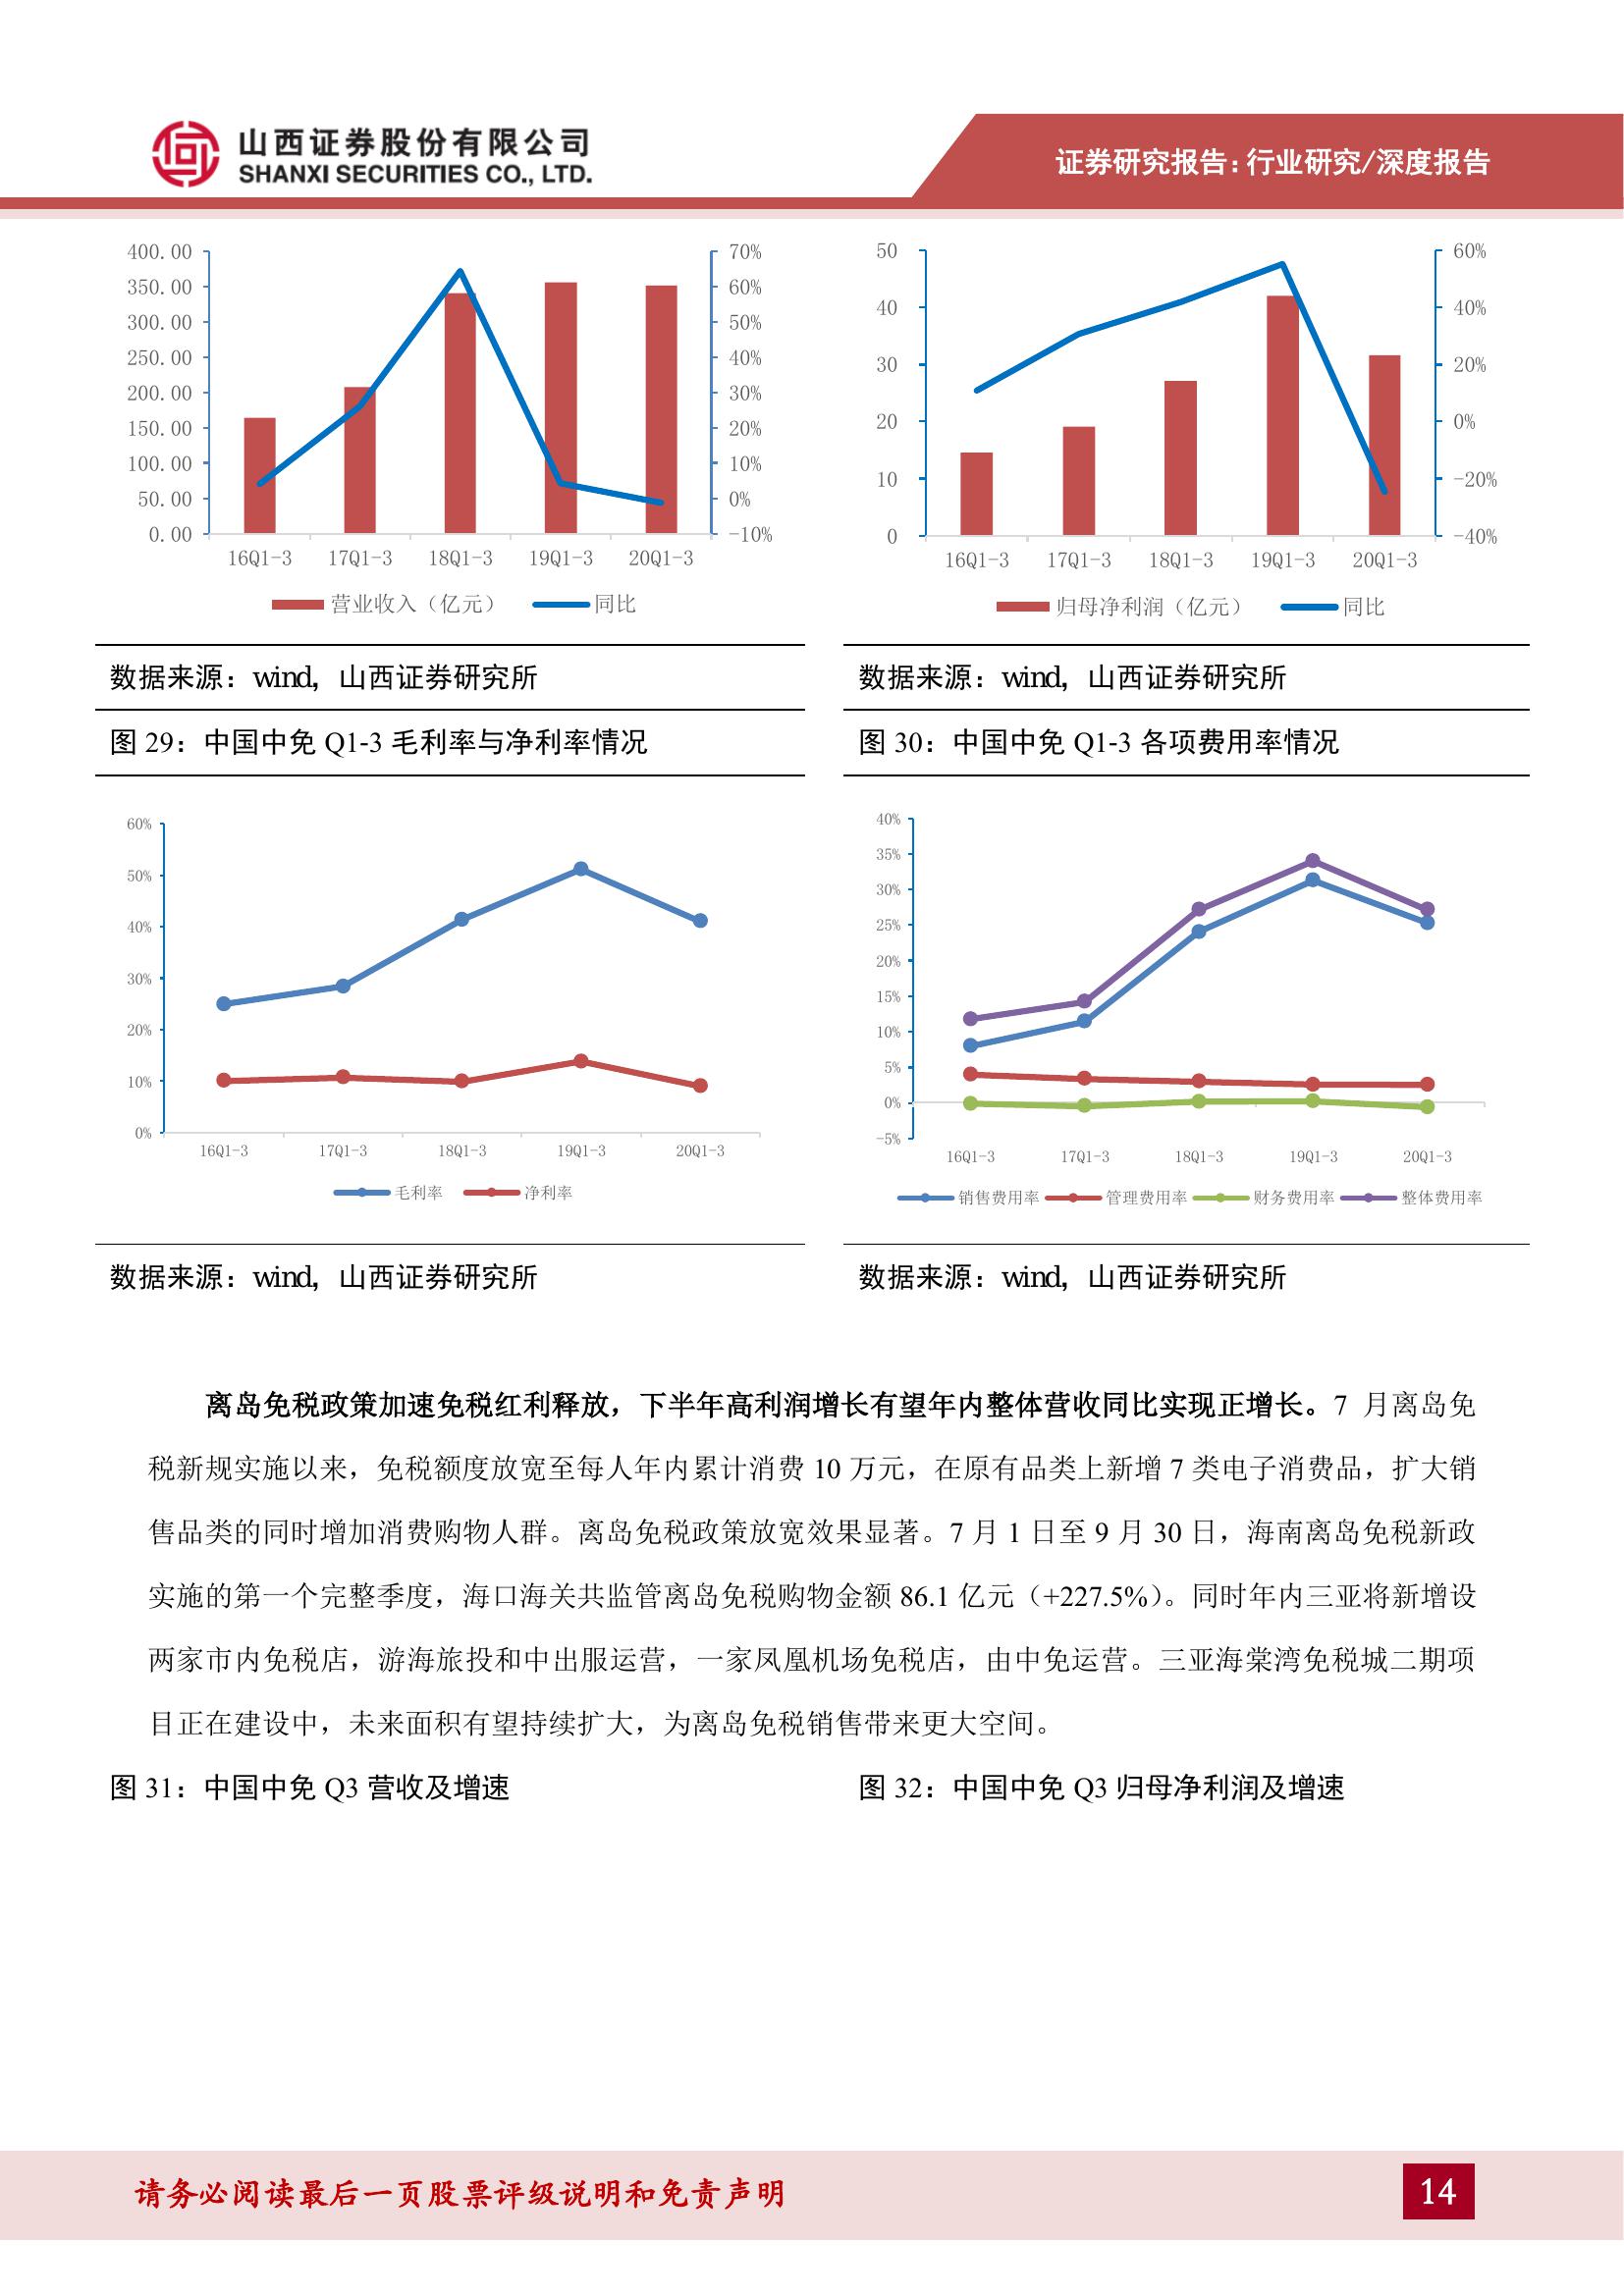 山西证券股份有限公司
SHANXI SECURITIES CO., LTD.
证券研究报告:行业研究/深度报告
400.00
350.00
300.00
250.00
200.00
150.00
100.00
50.00
0.00
70%
60%
50%
40%
30%
20%
10%
0%
-10%
16Q1-3 17Q1-3 18Q1-3 19Q1-3 20Q1-3
营业收入（亿元） 同比
50
40
30
20
10
0
60%
40%
20%
0%
-20%
-40%
16Q1-3 17Q1-3 18Q1-3 19Q1-3 20Q1-3
归母净利润（亿元） 同比
数据来源：wind，山西证券研究所
数据来源：wind，山西证券研究所
图 29：中国中免 Q1-3 毛利率与净利率情况
图 30：中国中免 Q1-3 各项费用率情况
60%
50%
40%
30%
20%
10%
0%
16Q1-3 17Q1-3 18Q1-3 19Q1-3 20Q1-3
毛利率 净利率
40%
35%
30%
25%
20%
15%
10%
5%
0%
-5%
16Q1-3 17Q1-3 18Q1-3 19Q1-3 20Q1-3
销售费用率 管理费用率 财务费用率 整体费用率
数据来源：wind，山西证券研究所
数据来源：wind，山西证券研究所
离岛免税政策加速免税红利释放，下半年高利润增长有望年内整体营收同比实现正增长。7 月离岛免
税新规实施以来，免税额度放宽至每人年内累计消费 10 万元，在原有品类上新增 7 类电子消费品，扩大销
售品类的同时增加消费购物人群。离岛免税政策放宽效果显著。7 月 1 日至 9 月 30 日，海南离岛免税新政
实施的第一个完整季度，海口海关共监管离岛免税购物金额 86.1 亿元（+227.5%）。同时年内三亚将新增设
两家市内免税店，游海旅投和中出服运营，一家凤凰机场免税店，由中免运营。三亚海棠湾免税城二期项
目正在建设中，未来面积有望持续扩大，为离岛免税销售带来更大空间。
图 31：中国中免 Q3 营收及增速
图 32：中国中免 Q3 归母净利润及增速
请务必阅读最后一页股票评级说明和免责声明
14